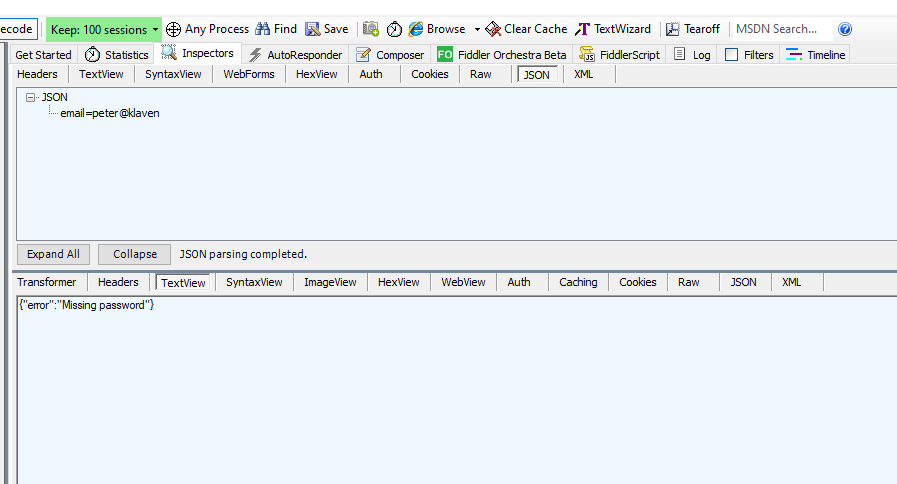 ecode Keep: 100 sessions Any Process Find Save Browse Clear Cache TextWizard Tearoff MSDN Search...
Get Started Statistics Inspectors AutoResponder Composer FO Fiddler Orchestra Beta FiddlerScript Log Filters Timeline
Headers TextView SyntaxView WebForms HexView Auth Cookies Raw JSON XML
JSON
email=peter@klaven
Expand All Collapse JSON parsing completed.
Transformer Headers TextView SyntaxView ImageView HexView WebView Auth Caching Cookies Raw JSON XML
{"error":"Missing password"}